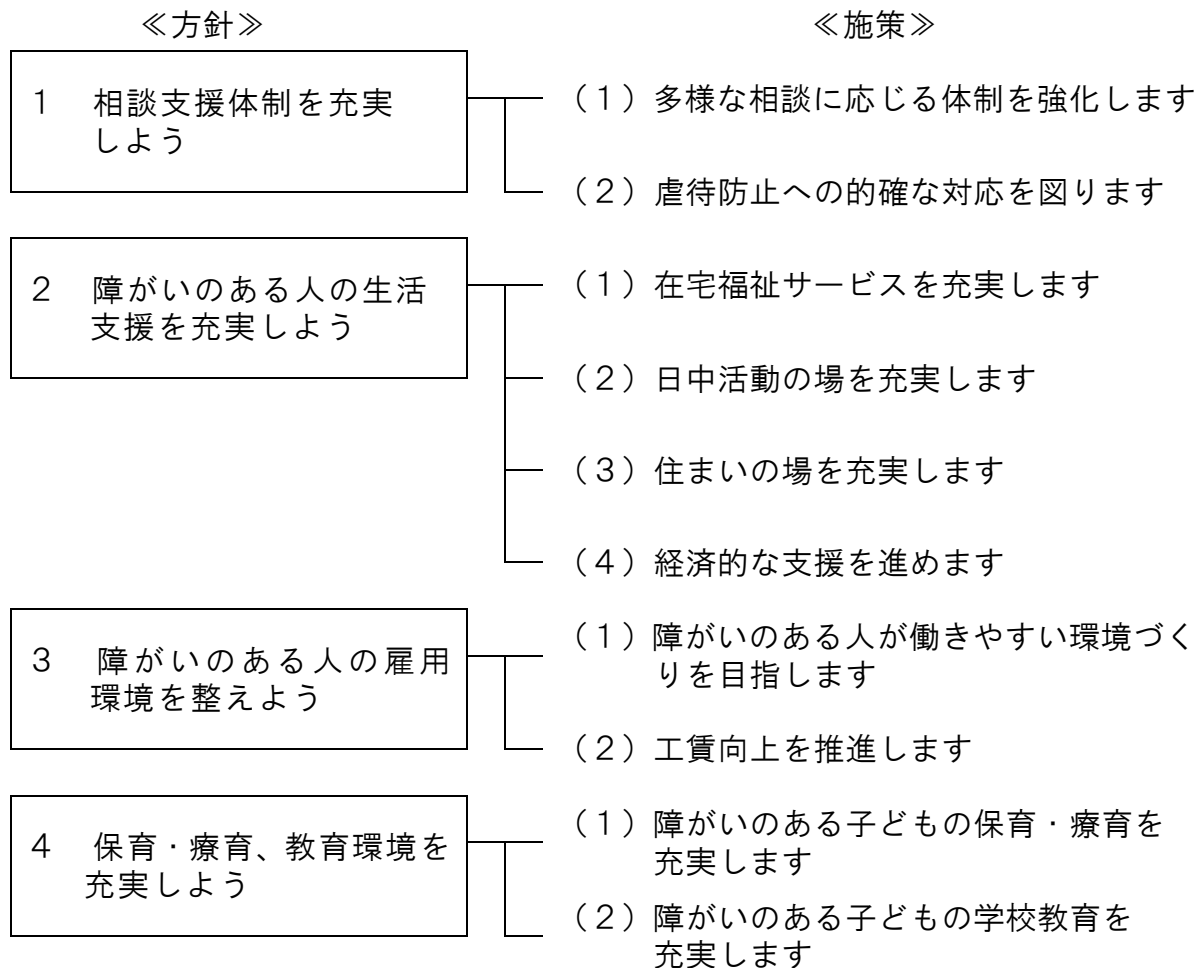 ≪方針≫
≪施策≫
１　相談支援体制を充実
しよう
（１）多様な相談に応じる体制を強化します
（２）虐待防止への的確な対応を図ります
２　障がいのある人の生活
支援を充実しよう
（１）在宅福祉サービスを充実します
（２）日中活動の場を充実します
（３）住まいの場を充実します
（４）経済的な支援を進めます
３　障がいのある人の雇用
環境を整えよう
（１）障がいのある人が働きやすい環境づく
りを目指します
（２）工賃向上を推進します
４　保育・療育、教育環境を
充実しよう
（１）障がいのある子どもの保育・療育を
充実します
（２）障がいのある子どもの学校教育を
充実します